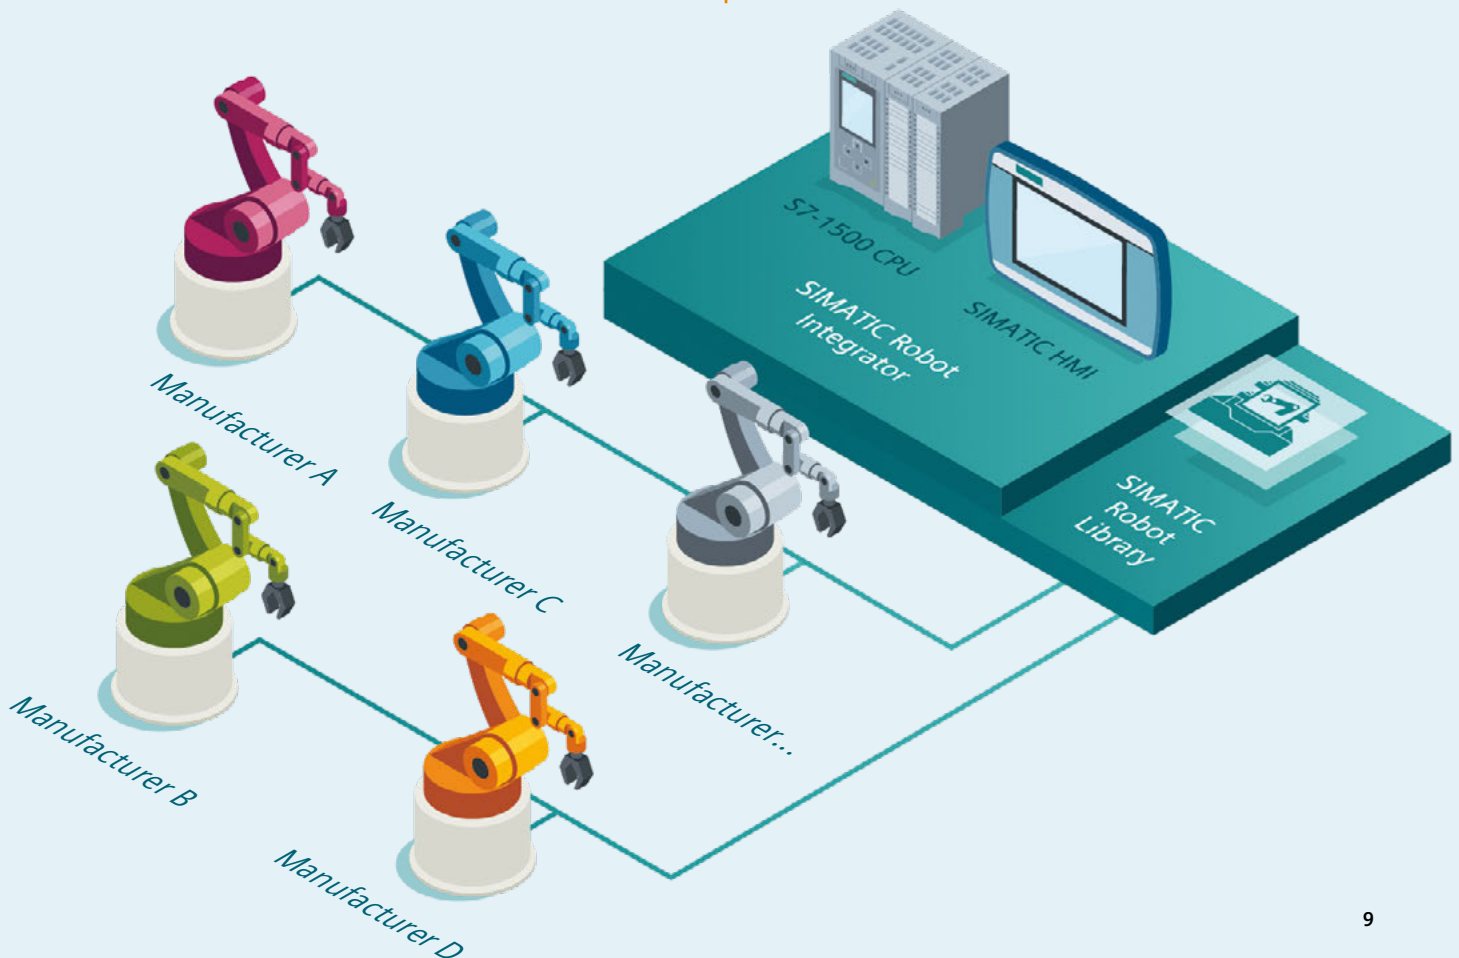 S7-1500 CPU
SIMATIC HMI
SIMATIC Robot
Integrator
SIMATIC
Robot
Library
Manufacturer A
Manufacturer C
Manufacturer...
Manufacturer B
Manufacturer D
9